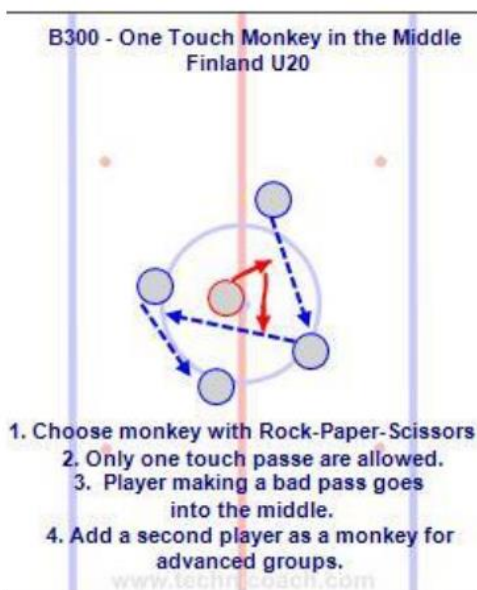 B300 - One Touch Monkey in the Middle
Finland U20
1. Choose monkey with Rock-Paper-Scissors
2. Only one touch passe are allowed.
3. Player making a bad pass goes
into the middle.
4. Add a second player as a monkey for
advanced groups.